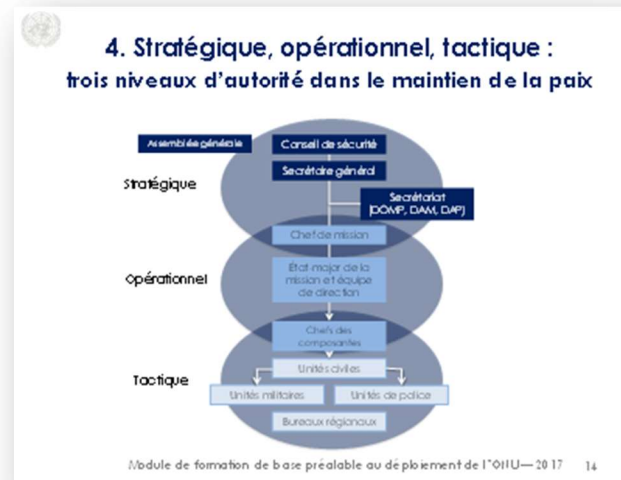 4. Stratégique, opérationnel, tactique :
trois niveaux d'autorité dans le maintien de la paix
Assemblée générale
Conseil de sécurité
Secrétaire général
Stratégique
Secrétariat
(DOMP, DAM, DAP)
Chef de mission
Opérationnel
État-major de la
mission et équipe
de direction
Chefs des
composantes
Tactique
Unités civiles
Unités militaires
Unités de police
Bureaux régionaux
Module de formation de base préalable au déploiement de l'ONU—2017
14